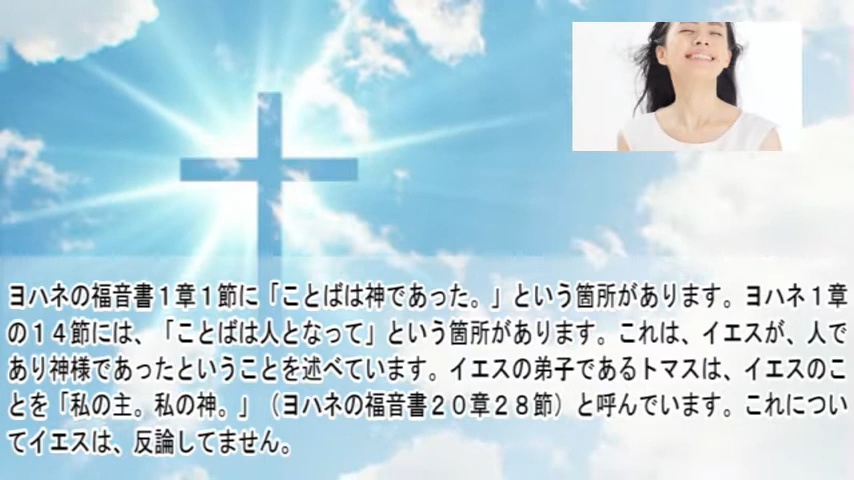 ヨハネの福音書１章１節に「ことばは神であった。」という箇所があります。ヨハネ１章
の１４節には、「ことばは人となって」という箇所があります。これは、イエスが、人で
あり神様であったということを述べています。イエスの弟子であるトマスは、イエスのこ
とを「私の主。私の神。」（ヨハネの福音書２０章２８節）と呼んでいます。これについ
てイエスは、反論してません。